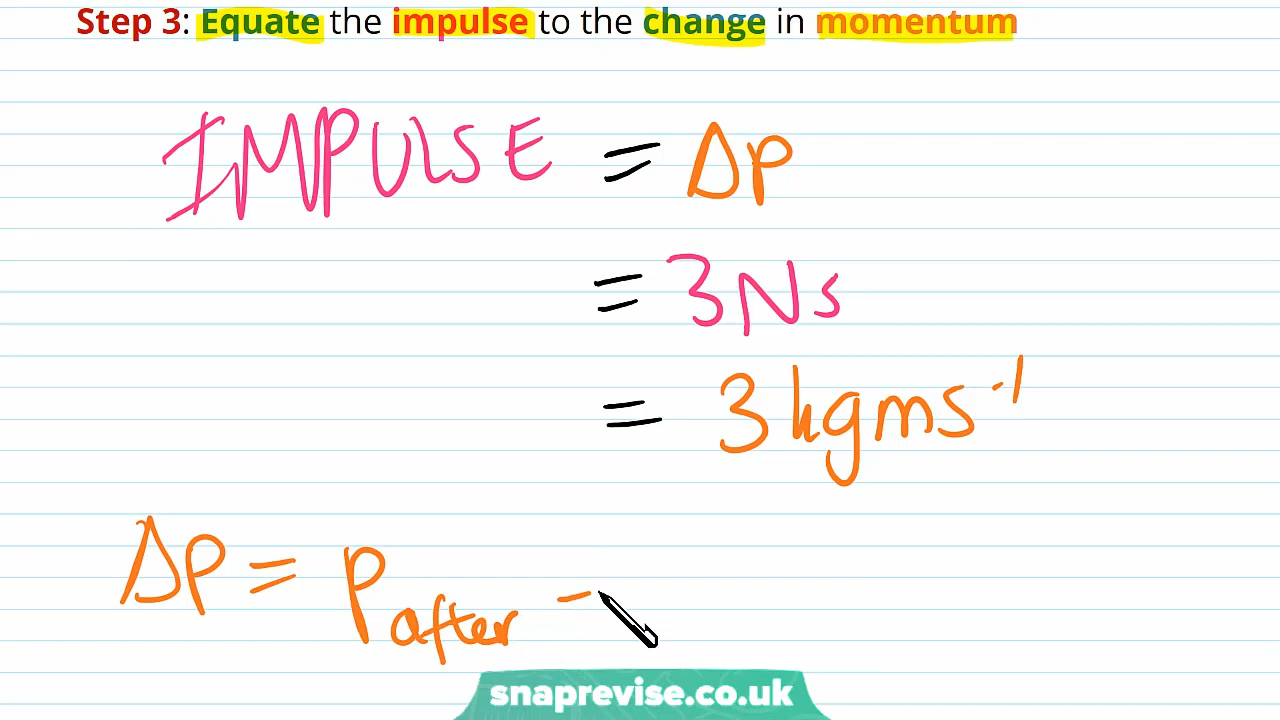 Step 3: Equate the impulse to the change in momentum
IMPULSE = Δp
= 3Ns
= 3kgms⁻¹
Δp = p after -
snaprevise.co.uk